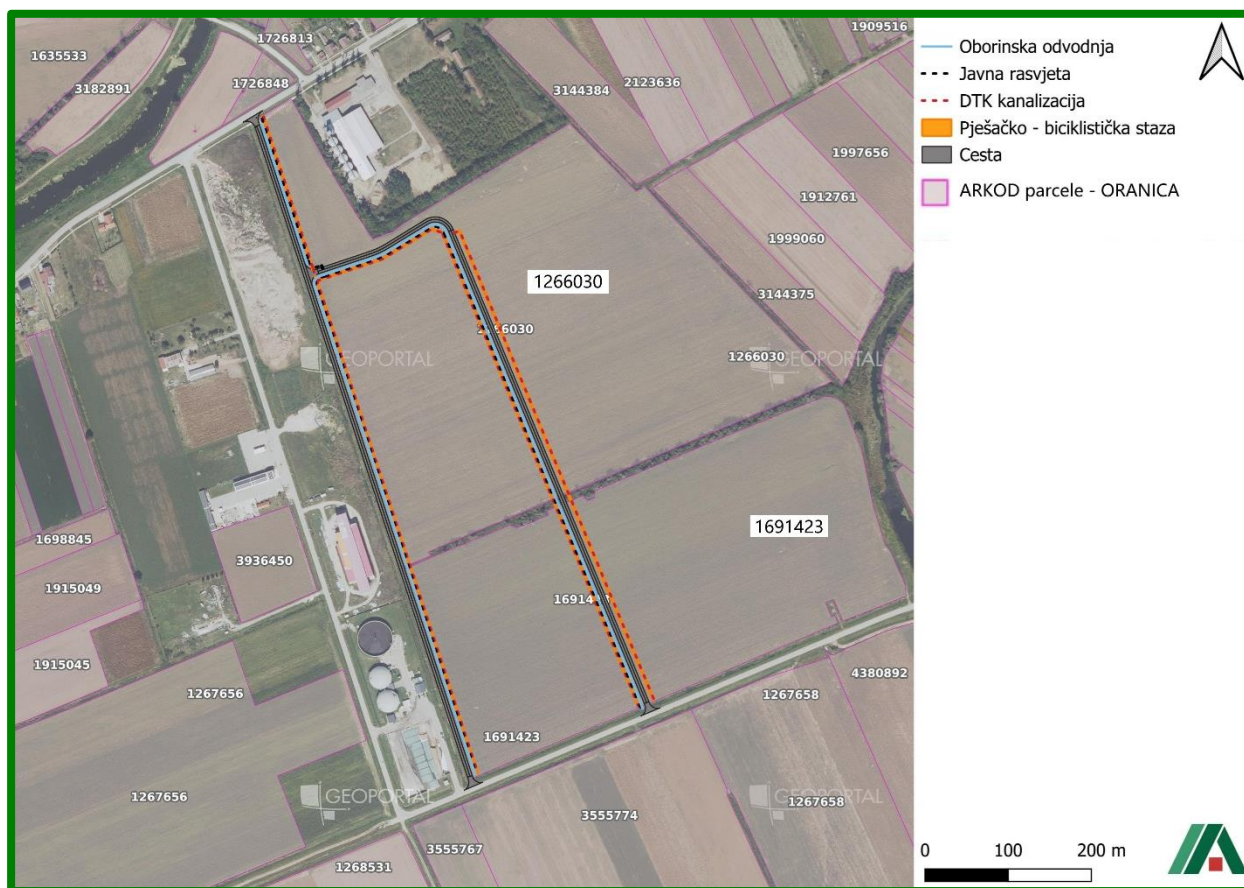 1909516
1726813
1635533
3182891
1726848
3144384
2123636
1997656
1912761
1999060
3144375
1266030
1266030
GEOPORTAL
GEOPORTAL
1691423
1698845
3936450
1915049
1915045
1267656
1267658
4380892
1691423
1267656
GEOPORTAL
GEOPORTAL
1267658
3555774
3555767
1268531
Oborinska odvodnja
Javna rasvjeta
DTK kanalizacija
Pješačko - biciklistička staza
Cesta
ARKOD parcele - ORANICA
0 100 200 m